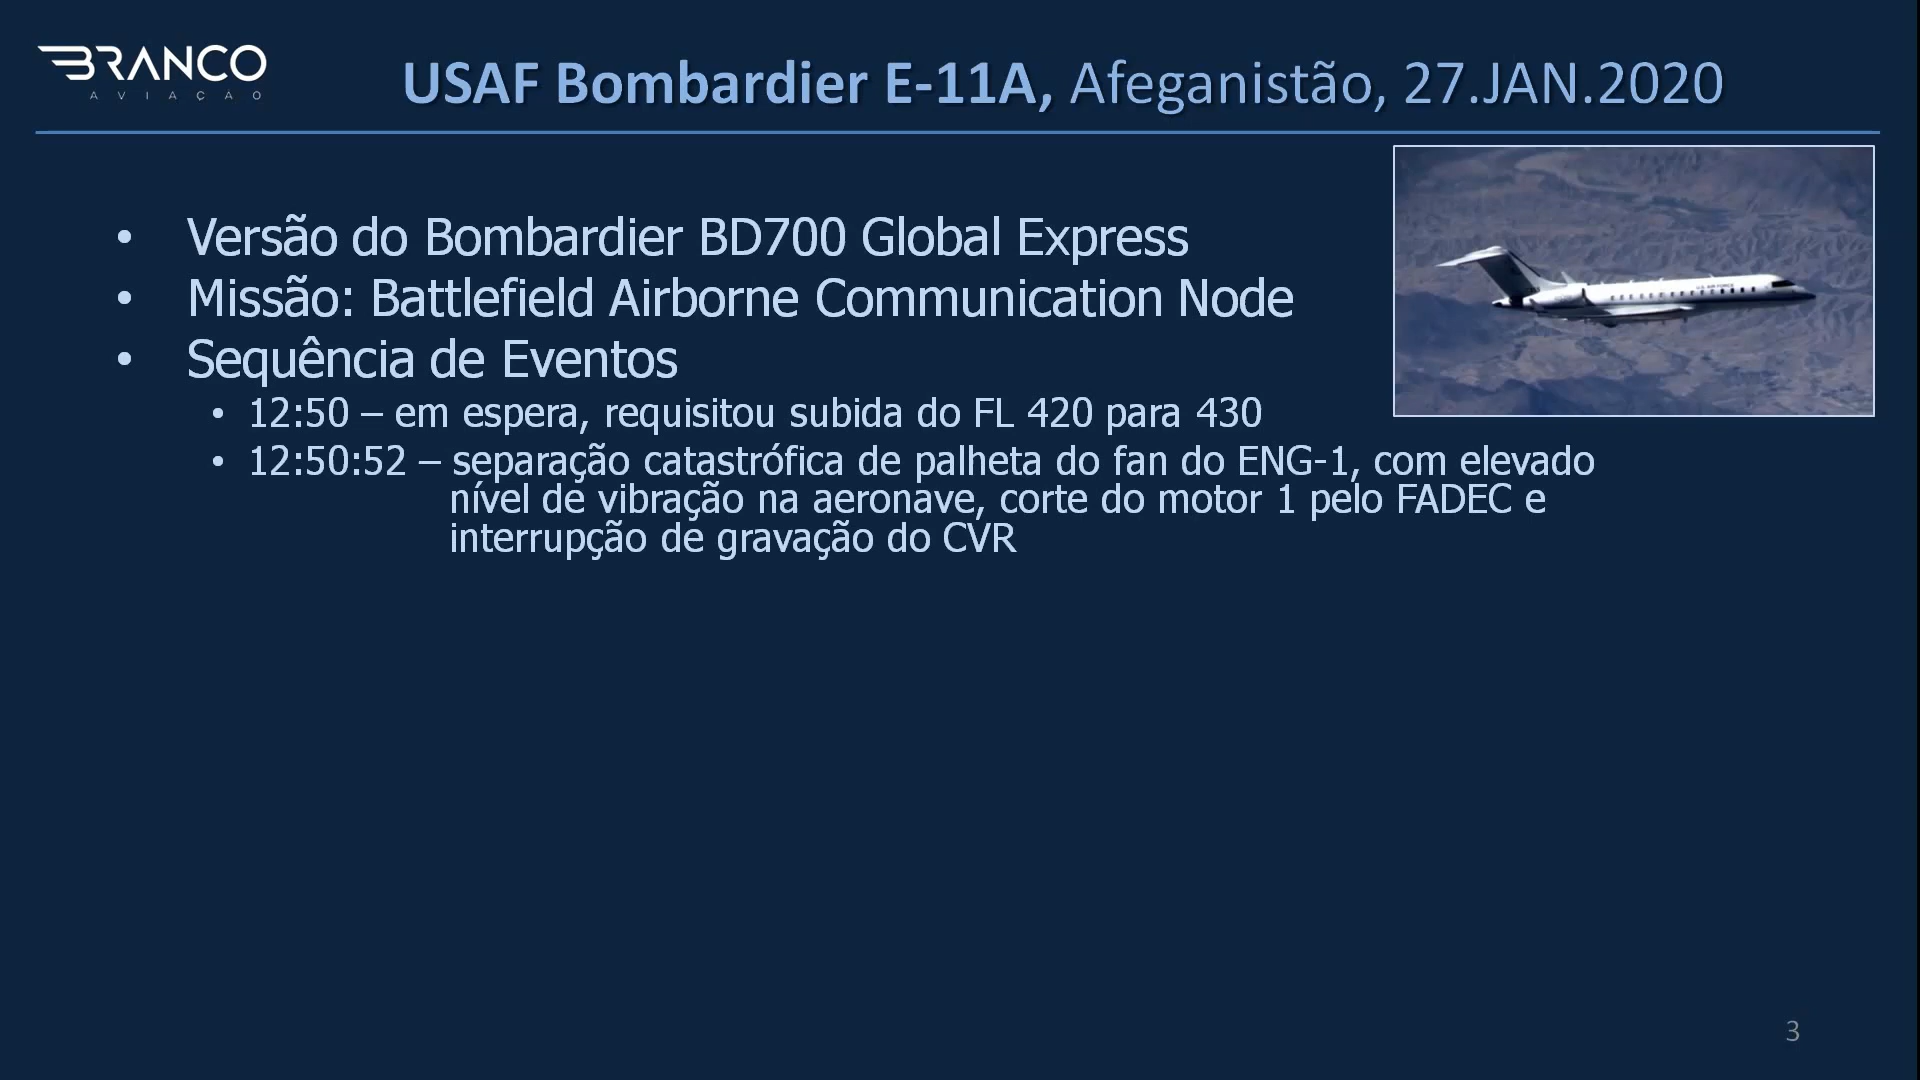 BRANCO
AVIAÇÃO
USAF Bombardier E-11A, Afeganistão, 27.JAN.2020
• Versão do Bombardier BD700 Global Express
• Missão: Battlefield Airborne Communication Node
• Sequência de Eventos
• 12:50 – em espera, requisitou subida do FL 420 para 430
• 12:50:52 – separação catastrófica de palheta do fan do ENG-1, com elevado
nível de vibração na aeronave, corte do motor 1 pelo FADEC e
interrupção de gravação do CVR
U.S. AIR FORCE
3